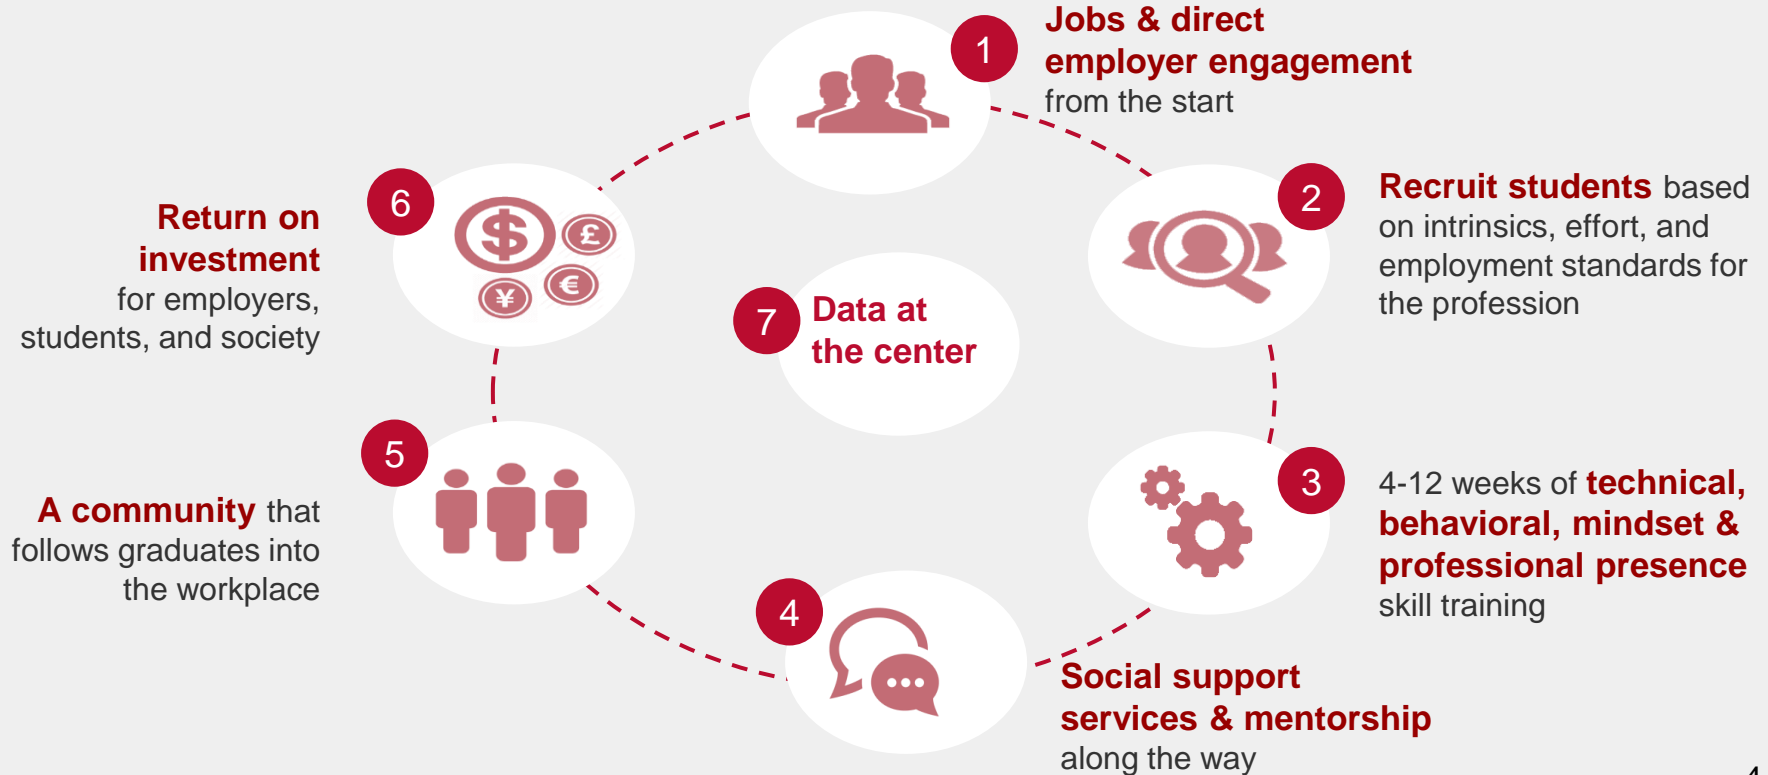 1
Jobs & direct
employer engagement
from the start
2
Recruit students based
on intrinsics, effort, and
employment standards for
the profession
3
4-12 weeks of technical,
behavioral, mindset &
professional presence
skill training
4
Social support
services & mentorship
along the way
5
A community that
follows graduates into
the workplace
6
Return on
investment
for employers,
students, and society
$
£
¥
€
7
Data at
the center
4